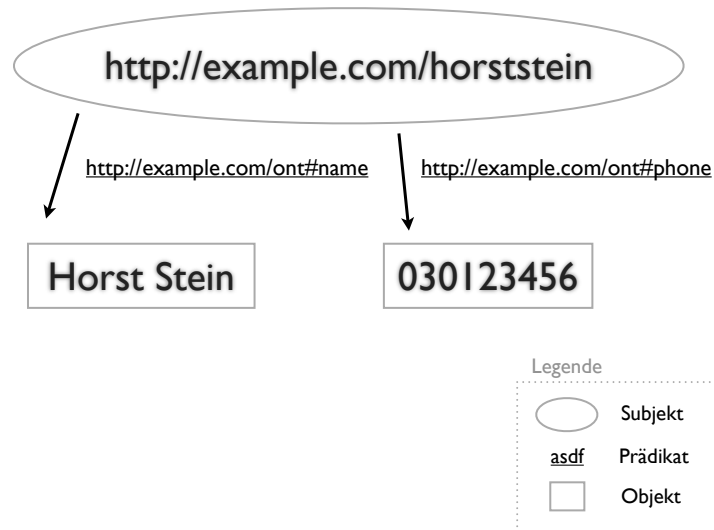 http://example.com/horststein
http://example.com/ont#name
http://example.com/ont#phone
Horst Stein
030123456
Legende
Subjekt
asdf
Prädikat
Objekt